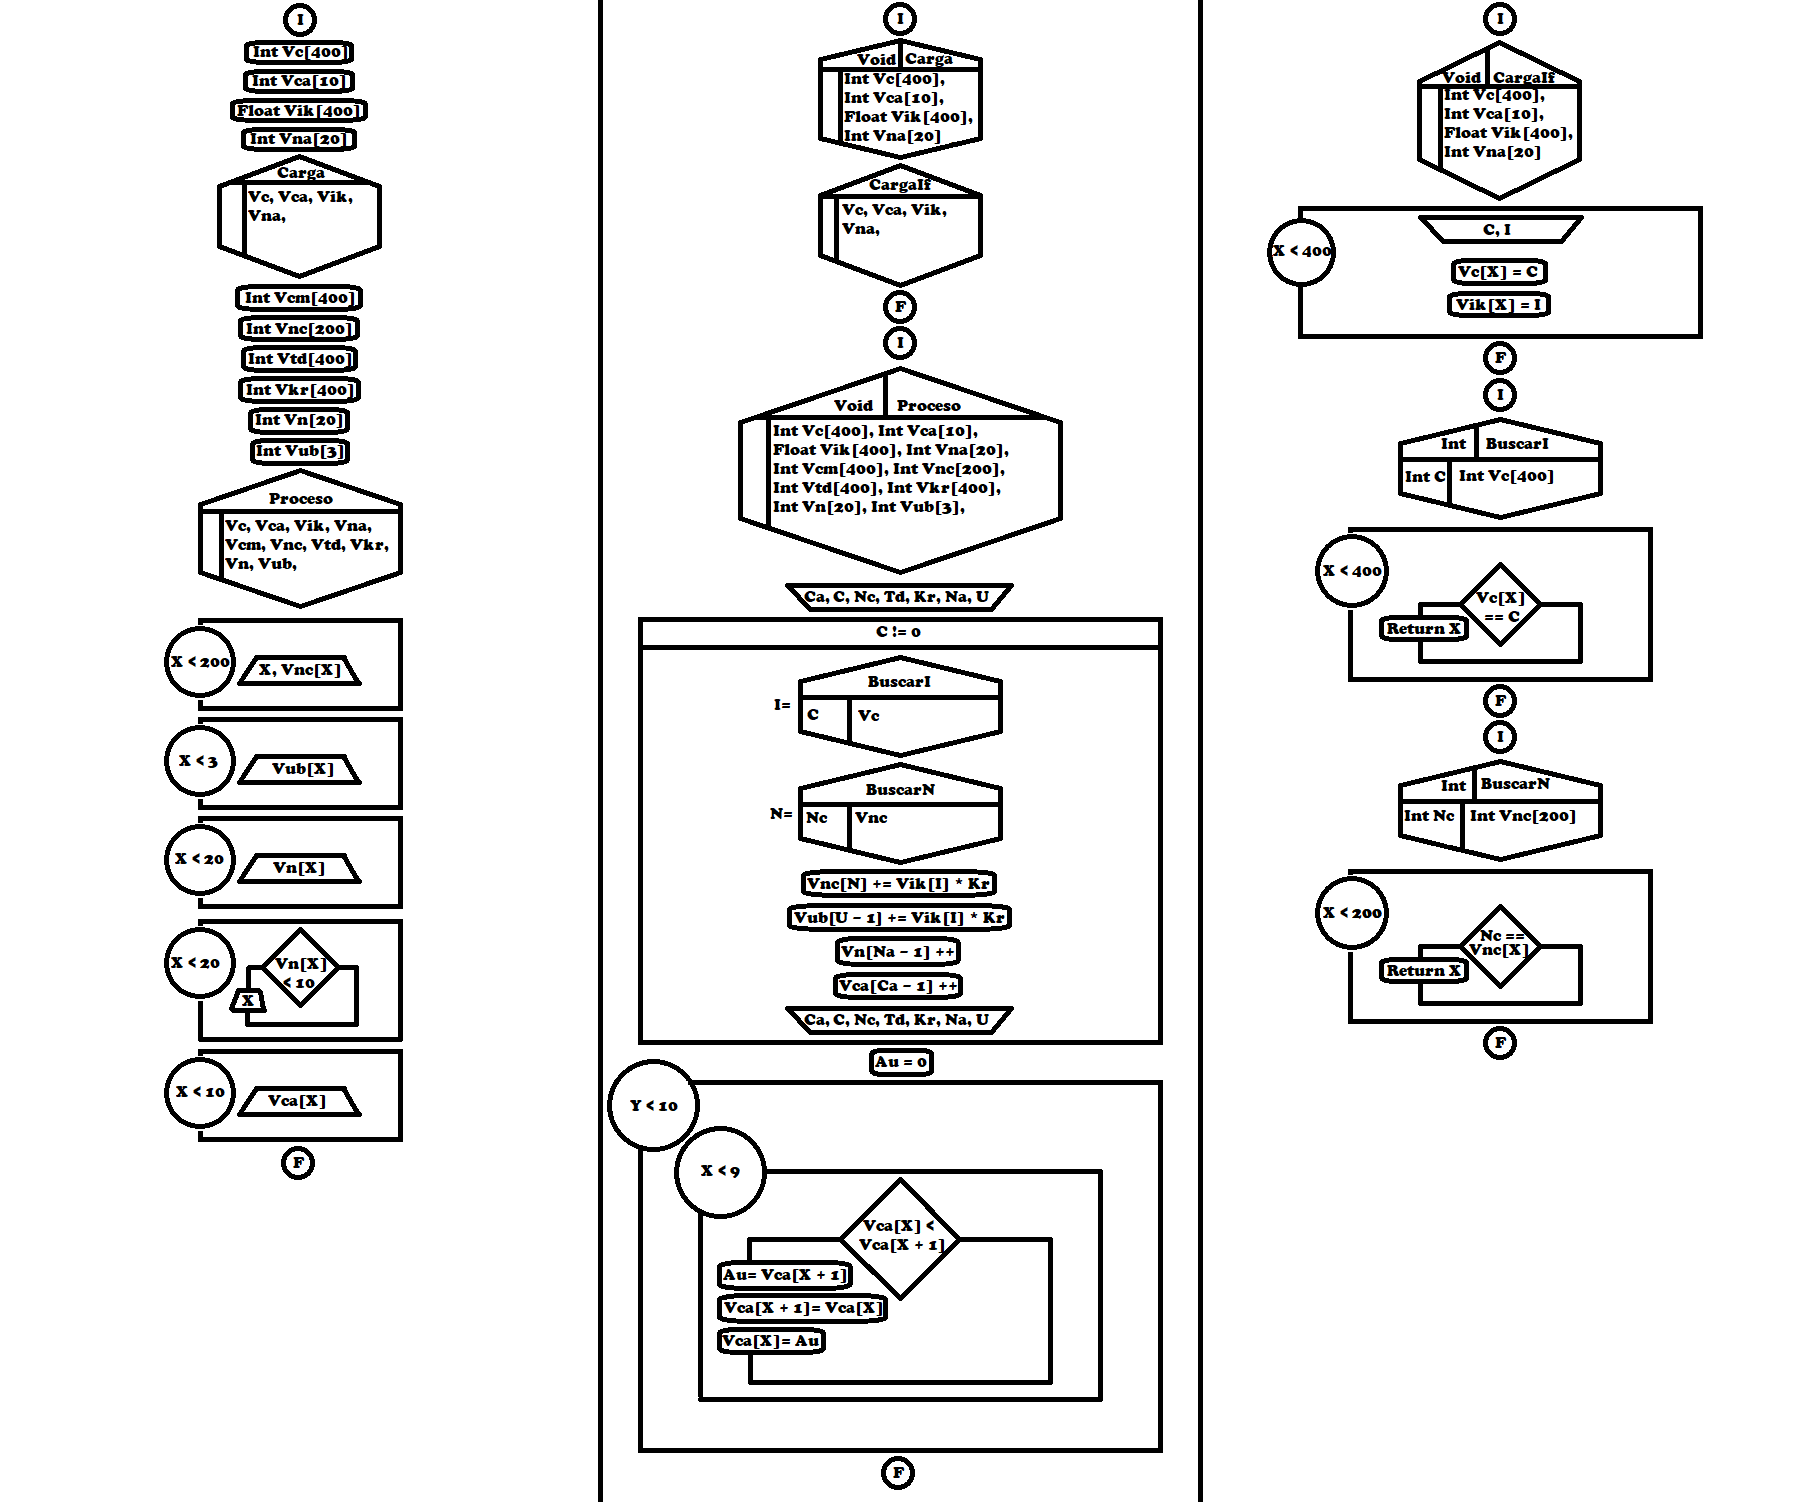 I
Int Vc[400]
Int Vca[10]
Float Vik[400]
Int Vna[20]
Carga
Vc, Vca, Vik,
Vna,
Int Vcm[400]
Int Vnc[200]
Int Vtd[400]
Int Vkr[400]
Int Vn[20]
Int Vub[3]
Proceso
Vc, Vca, Vik, Vna,
Vcm, Vnc, Vtd, Vkr,
Vn, Vub,
X < 200
X, Vnc[X]
X < 3
Vub[X]
X < 20
Vn[X]
X < 20
Vn[X]
< 10
X
X < 10
Vca[X]
F
I
Void Carga
Int Vc[400],
Int Vca[10],
Float Vik[400],
Int Vna[20]
CargaIf
Vc, Vca, Vik,
Vna,
F
I
Void Proceso
Int Vc[400], Int Vca[10],
Float Vik[400], Int Vna[20],
Int Vcm[400], Int Vnc[200],
Int Vtd[400], Int Vkr[400],
Int Vn[20], Int Vub[3],
Ca, C, Nc, Td, Kr, Na, U
C != 0
BuscarI
I=
C Vc
BuscarN
N=
Nc Vnc
Vnc[N] += Vik[I] * Kr
Vub[U - 1] += Vik[I] * Kr
Vn[Na - 1] ++
Vca[Ca - 1] ++
Ca, C, Nc, Td, Kr, Na, U
Au = 0
Y < 10
X < 9
Vca[X] <
Vca[X + 1]
Au= Vca[X + 1]
Vca[X + 1]= Vca[X]
Vca[X]= Au
F
I
Void CargaIf
Int Vc[400],
Int Vca[10],
Float Vik[400],
Int Vna[20]
X < 400
C, I
Vc[X] = C
Vik[X] = I
F
I
Int BuscarI
Int C Int Vc[400]
X < 400
Vc[X]
== C
Return X
F
I
Int BuscarN
Int Nc Int Vnc[200]
X < 200
Nc ==
Vnc[X]
Return X
F